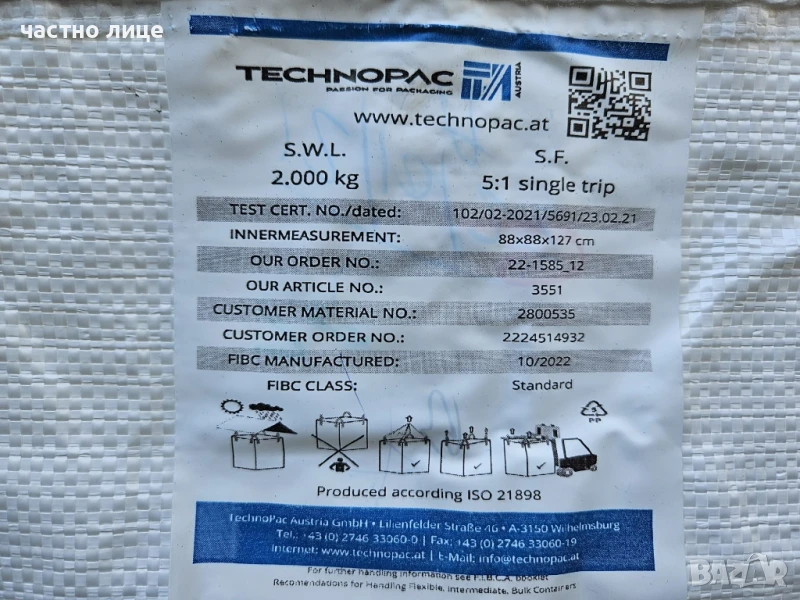 частно лице
TECHNOPAC
PASSION FOR PACKAGING
AUSTRIA
www.technopac.at
S.W.L. S.F.
2.000 kg 5:1 single trip
TEST CERT. NO./dated: 102/02-2021/5691/23.02.21
INNERMEASUREMENT: 88x88x127 cm
OUR ORDER NO.: 22-1585_12
OUR ARTICLE NO.: 3551
CUSTOMER MATERIAL NO.: 2800535
CUSTOMER ORDER NO.: 2224514932
FIBC MANUFACTURED: 10/2022
FIBC CLASS: Standard
5
PP
Produced according ISO 21898
TechnoPac Austria GmbH • Lilienfelder Straße 46 • A-3150 Wilhelmsburg
Tel.: +43 (0) 2746 33060-0 | Fax: +43 (0) 2746 33060-19
Internet: www.technopac.at | E-Mail: info@technopac.at
For further handling information see F.I.B.C.A. booklet
Recomendations for Handling Flexible, Intermediate, Bulk Containers
BAZAR